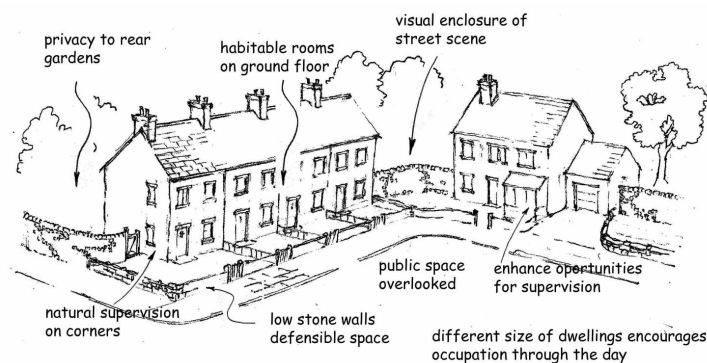 visual enclosure of
street scene
privacy to rear
gardens
habitable rooms
on ground floor
public space
overlooked
enhance oportunities
for supervision
natural supervision
on corners
low stone walls
defensible space
different size of dwellings encourages
occupation through the day